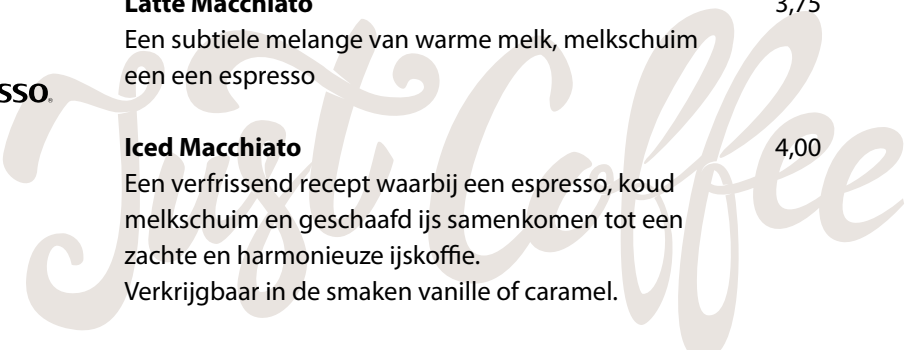 Latte Macchiato 3,75
Een subtiele melange van warme melk, melkschuim
een een espresso
SSO®
Iced Macchiato 4,00
Een verfrissend recept waarbij een espresso, koud
melkschuim en geschaafd ijs samenkomen tot een
zachte en harmonieuze ijskoffie.
Verkrijgbaar in de smaken vanille of caramel.
Just Coffee